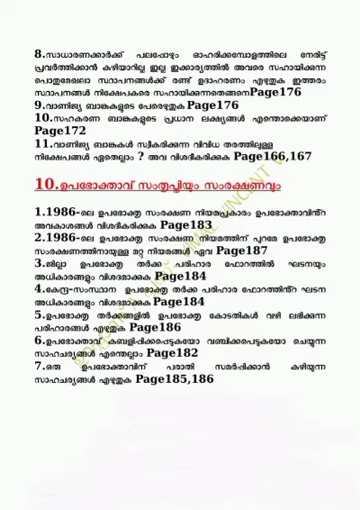 8.സാധാരണക്കാർക്ക് പലപ്പോഴും ഓഹരിക്കമ്പോളത്തിലെ നേരിട്ട്
പ്രവർത്തിക്കാൻ കഴിയാറില്ല ഇല്ല ഇക്കാര്യത്തിൽ അവരെ സഹായിക്കുന്ന
പൊതുമേഖലാ സ്ഥാപനങ്ങൾക്ക് രണ്ട് ഉദാഹരണം എഴുതുക ഇത്തരം
സ്ഥാപനങ്ങൾ നിക്ഷേപകരെ സഹായിക്കുന്നതെങ്ങനെPage176
9.വാണിജ്യ ബാങ്കുകളുടെ പേരെഴുതുക Page176
10.സഹകരണ ബാങ്കുകളുടെ പ്രധാന ലക്ഷ്യങ്ങൾ എന്തൊക്കെയാണ്
Page172
11.വാണിജ്യ ബാങ്കുകൾ സ്വീകരിക്കുന്ന വിവിധ തരത്തിലുള്ള
നിക്ഷേപങ്ങൾ ഏതെല്ലാം ? അവ വിശദീകരിക്കുക Page166,167
10.ഉപഭോക്താവ് സംതൃപ്തിയും സംരക്ഷണവും
1.1986-ലെ ഉപഭോക്തൃ സംരക്ഷണ നിയമപ്രകാരം ഉപഭോക്താവിൻറ
അവകാശങ്ങൾ വിശദീകരിക്കുക Page183
2.1986-ലെ ഉപഭോക്തൃ സംരക്ഷണ നിയമത്തിന് പുറമേ ഉപഭോക്തൃ
സംരക്ഷണത്തിനായുള്ള മറ്റു നിയമങ്ങൾ ഏവ Page187
3.ജില്ലാ ഉപഭോക്തൃ തർക്ക പരിഹാര ഫോറത്തിൽ ഘടനയും
അധികാരങ്ങളും വിശദമാക്കുക Page184
4.കേന്ദ്ര-സംസ്ഥാന ഉപഭോക്തൃ തർക്ക പരിഹാര ഫോറത്തിൻറ ഘടന
അധികാരങ്ങളും വിശദമാക്കുക Page184
5.ഉപഭോക്തൃ തർക്കങ്ങളിൽ ഉപഭോക്തൃ കോടതികൾ വഴി ലഭിക്കുന്ന
പരിഹാരങ്ങൾ എഴുതുക Page186
6.ഉപഭോക്താവ് കബളിപ്പിക്കപ്പെടുകയോ വഞ്ചിക്കപെടുകയോ ചെയ്യുന്ന
സാഹചര്യങ്ങൾ എന്തെല്ലാം Page182
7.ഒരു ഉപഭോക്താവിന് പരാതി സമർപ്പിക്കാൻ കഴിയുന്ന
സാഹചര്യങ്ങൾ എഴുതുക Page185,186
VINCENT